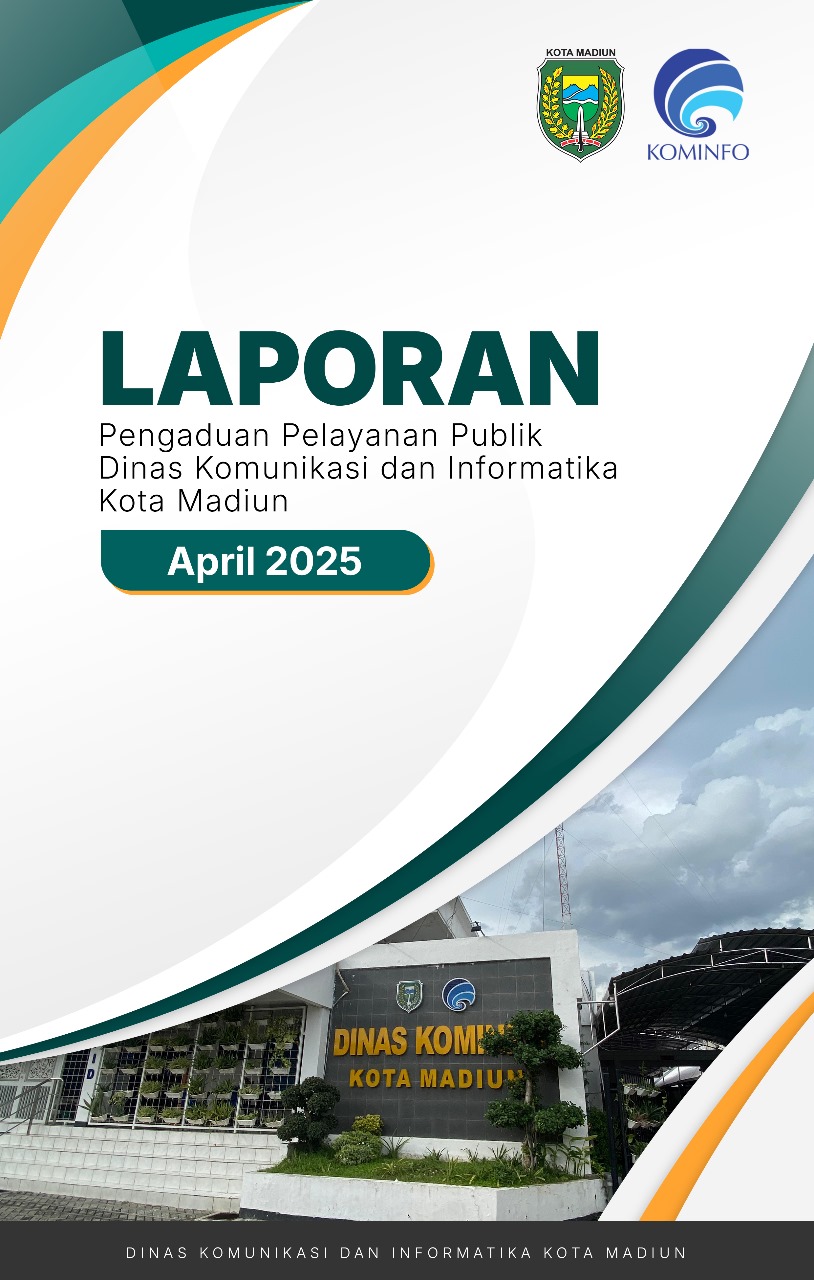 KOTA MADIUN
KOMINFO
LAPORAN
Pengaduan Pelayanan Publik
Dinas Komunikasi dan Informatika
Kota Madiun
April 2025
DINAS
KOTA MADIUN
DINAS KOMUNIKASI DAN INFORMATIKA KOTA MADIUN